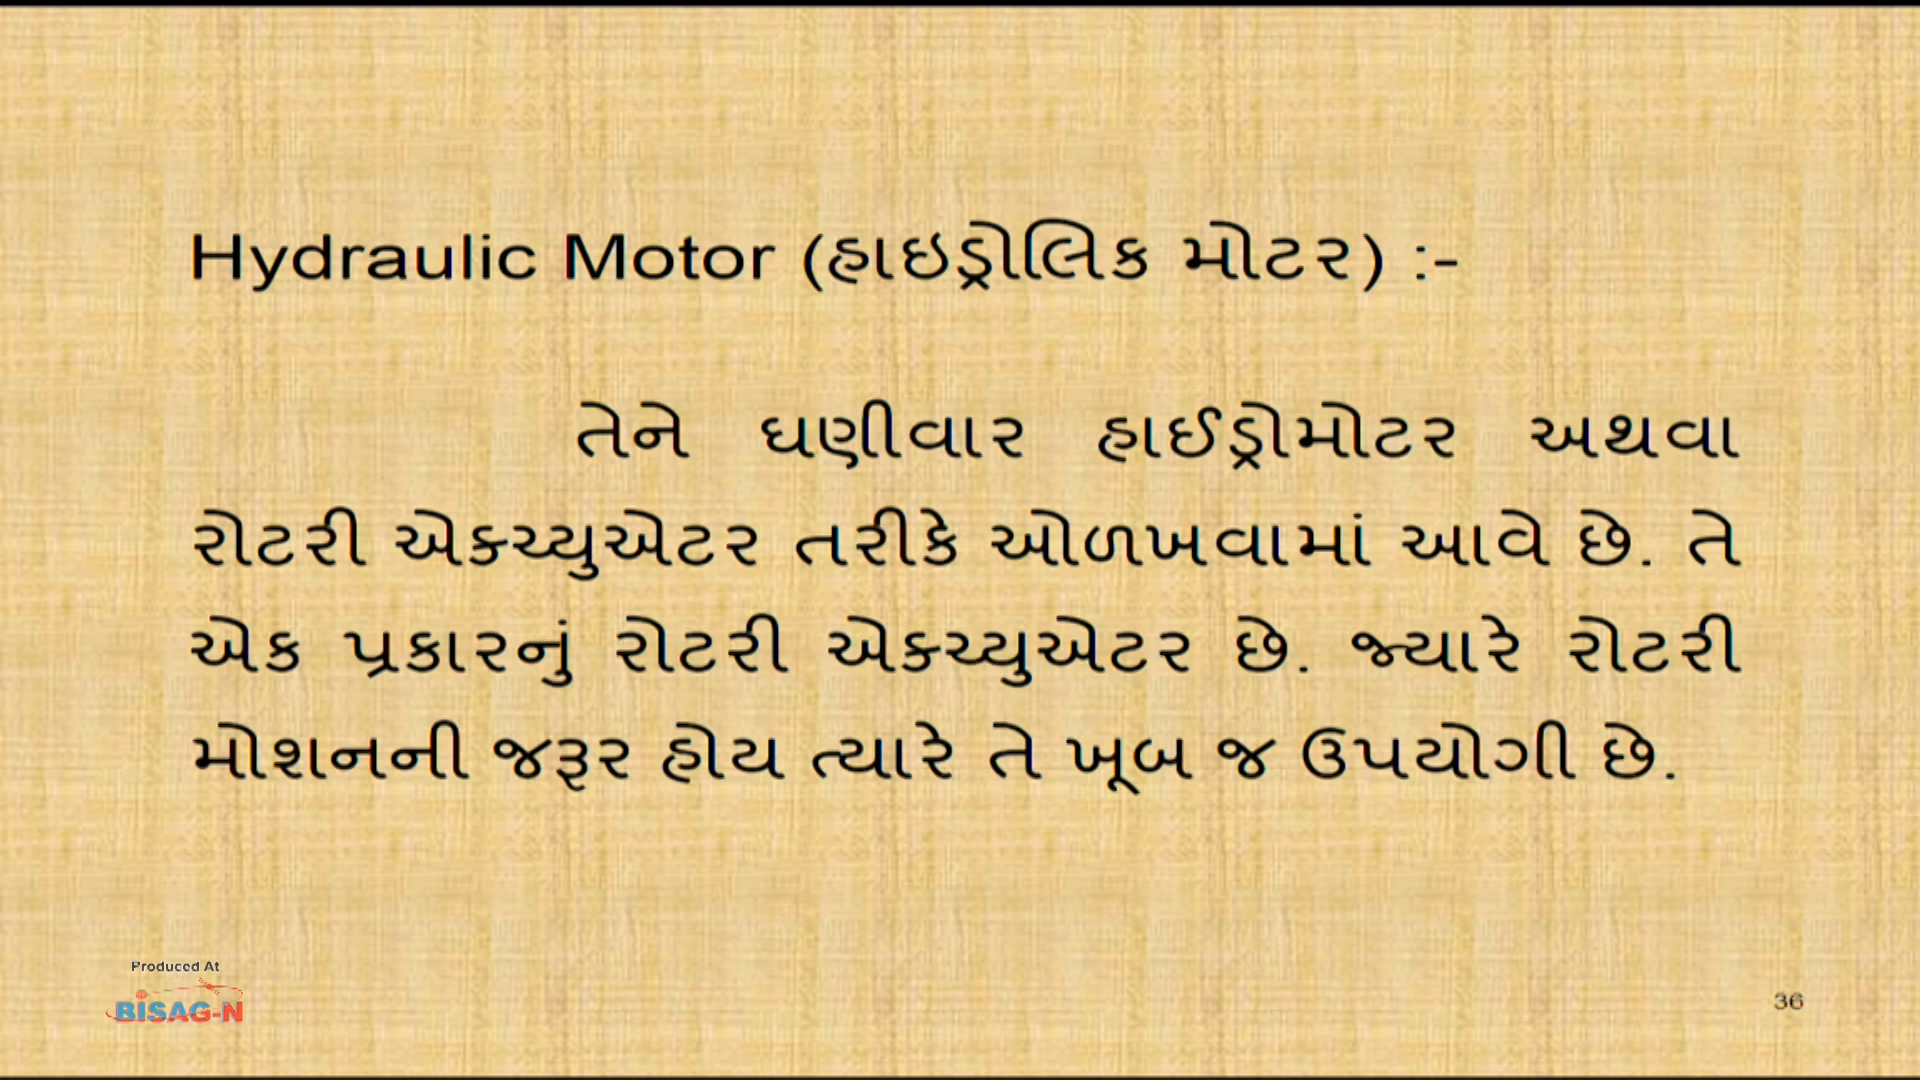 Hydraulic Motor (હાઇડ્રોલિક મોટર) :-
તેને ઘણીવાર હાઈડ્રોમોટર અથવા
રોટરી એક્ચ્યુએટર તરીકે ઓળખવામાં આવે છે. તે
એક પ્રકારનું રોટરી એક્ચ્યુએટર છે. જ્યારે રોટરી
મોશનની જરૂર હોય ત્યારે તે ખૂબ જ ઉપયોગી છે.
Produced At
BISAG-N
36